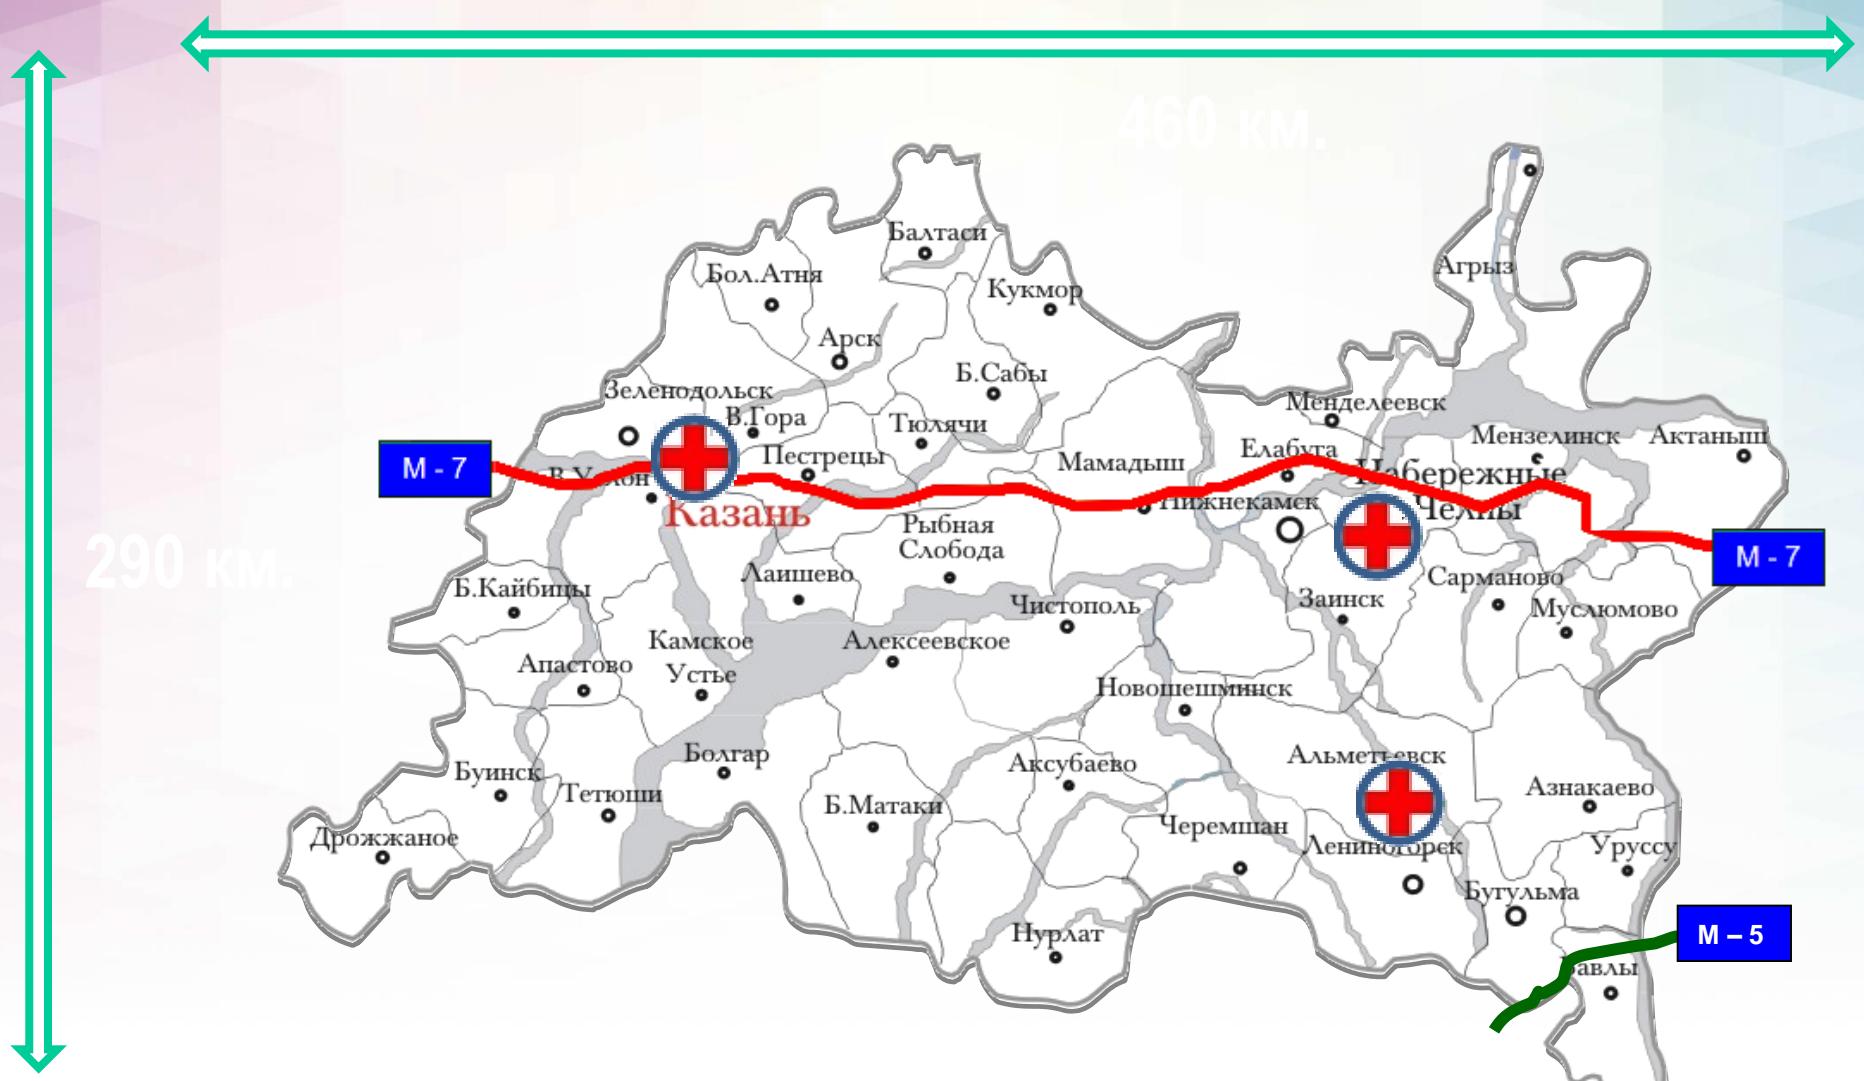 460 км.
290 км.
Балтаси
Бол.Атня
Кукмор
Агрыз
Арск
Б.Сабы
Зеленодольск
В.Гора
Тюлячи
Менделеевск
Мензелинск
Актаныш
Елабуга
Пестрецы
Мамадыш
М - 7
Набережные
Челны
Нижнекамск
Казань
Рыбная
Слобода
М - 7
Лаишево
Б.Кайбицы
Чистополь
Заинск
Сарманово
Муслюмово
Камское
Устье
Алексеевское
Апастово
Новошешминск
Болгар
Аксубаево
Альметьевск
Буинск
Тетюши
Б.Матаки
Азнакаево
Черемшан
Дрожжаное
Лениногорск
Уруссу
Бугульма
Нурлат
М – 5
Бавлы